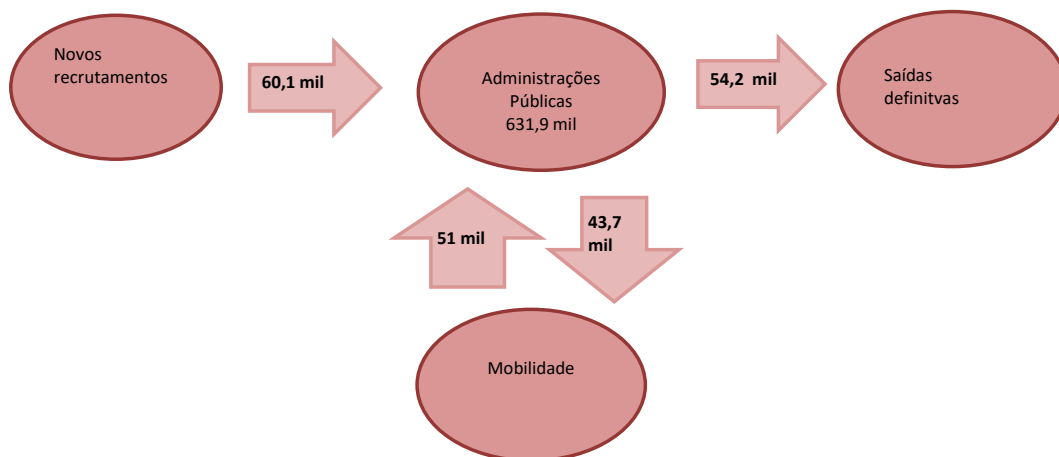 Novos
recrutamentos
60,1 mil
Administrações
Públicas
631,9 mil
54,2 mil
Saídas
definitvas
51 mil
43,7
mil
Mobilidade